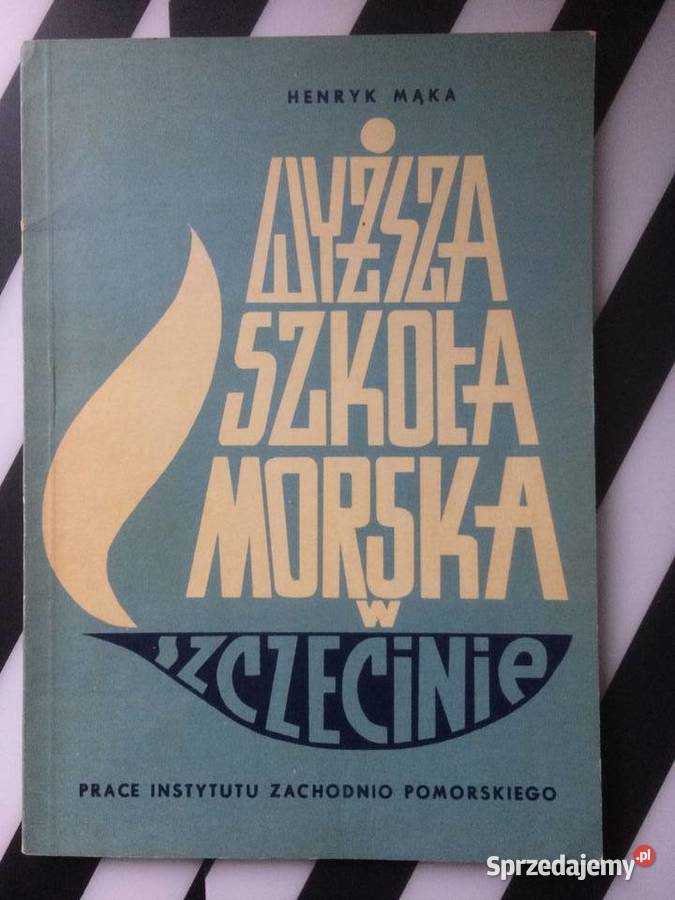 HENRYK MĄKA
WYŻSZA
SZKOŁA
MORSKA
W
SZCZECINIE
PRACE INSTYTUTU ZACHODNIO POMORSKIEGO
Sprzedajemy.pl